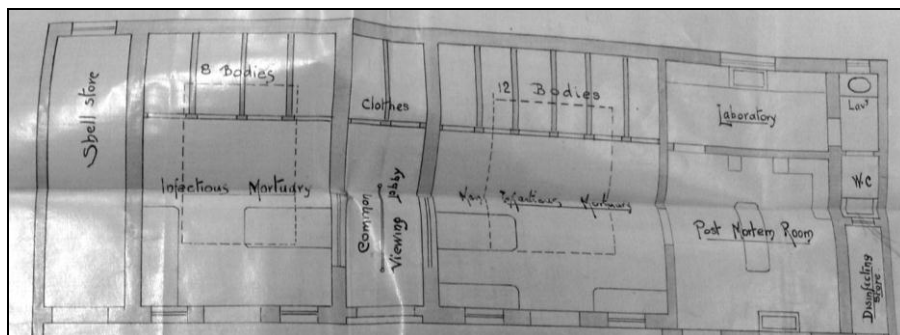 Shell store
8 Bodies
Infectious Mortuary
Clothes
Common
Viewing Lobby
12 Bodies
Non Infectious Mortuary
Laboratory
Post Mortem Room
Lavy
W.C
Disinfecting
Store